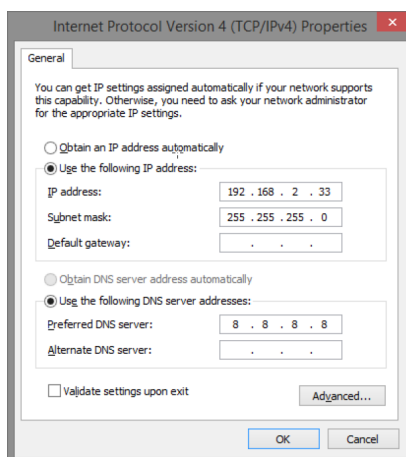 Internet Protocol Version 4 (TCP/IPv4) Properties
General
You can get IP settings assigned automatically if your network supports
this capability. Otherwise, you need to ask your network administrator
for the appropriate IP settings.
Obtain an IP address automatically
Use the following IP address:
IP address: 192 . 168 . 2 . 33
Subnet mask: 255 . 255 . 255 . 0
Default gateway: . . .
Obtain DNS server address automatically
Use the following DNS server addresses:
Preferred DNS server: 8 . 8 . 8 . 8
Alternate DNS server: . . .
Validate settings upon exit
Advanced...
OK Cancel